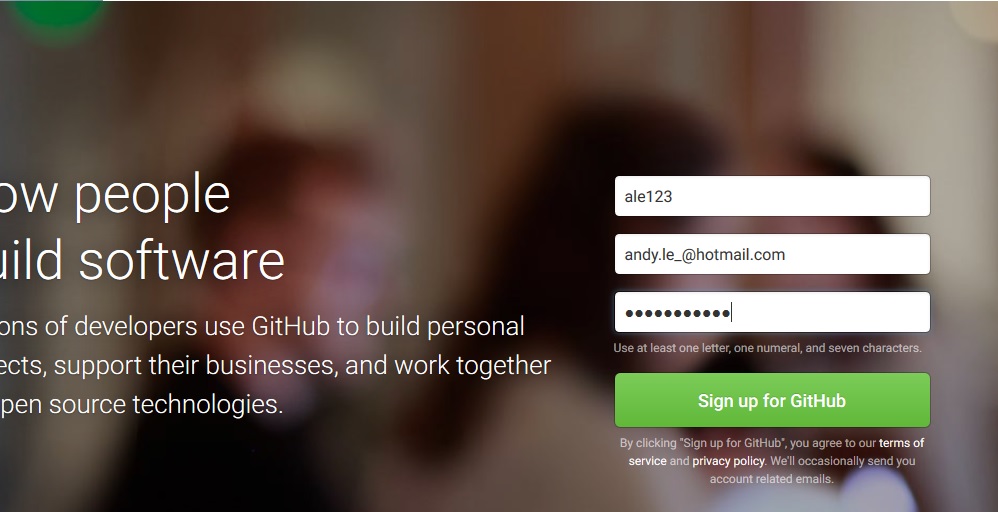 ow people
uild software
ons of developers use GitHub to build personal
ects, support their businesses, and work together
pen source technologies.
ale123
andy.le_@hotmail.com
●●●●●●●●●●●
Use at least one letter, one numeral, and seven characters.
Sign up for GitHub
By clicking "Sign up for GitHub", you agree to our terms of
service and privacy policy. We'll occasionally send you
account related emails.